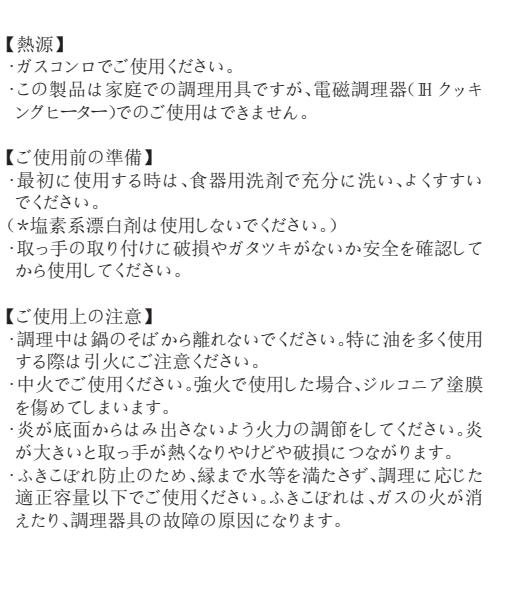 【熱源】
・ガスコンロでご使用ください。
・この製品は家庭での調理用具ですが、電磁調理器(IH クッキ
ングヒーター)でのご使用はできません。
【ご使用前の準備】
・最初に使用する時は、食器用洗剤で充分に洗い、よくすすい
でください。
(＊塩素系漂白剤は使用しないでください。)
・取っ手の取り付けに破損やガタツキがないか安全を確認して
から使用してください。
【ご使用上の注意】
・調理中は鍋のそばから離れないでください。特に油を多く使用
する際は引火にご注意ください。
・中火でご使用ください。強火で使用した場合、ジルコニア塗膜
を傷めてしまいます。
・炎が底面からはみ出さないよう火力の調節をしてください。炎
が大きいと取っ手が熱くなりやけどや破損につながります。
・ふきこぼれ防止のため、縁まで水等を満たさず、調理に応じた
適正容量以下でご使用ください。ふきこぼれは、ガスの火が消
えたり、調理器具の故障の原因になります。